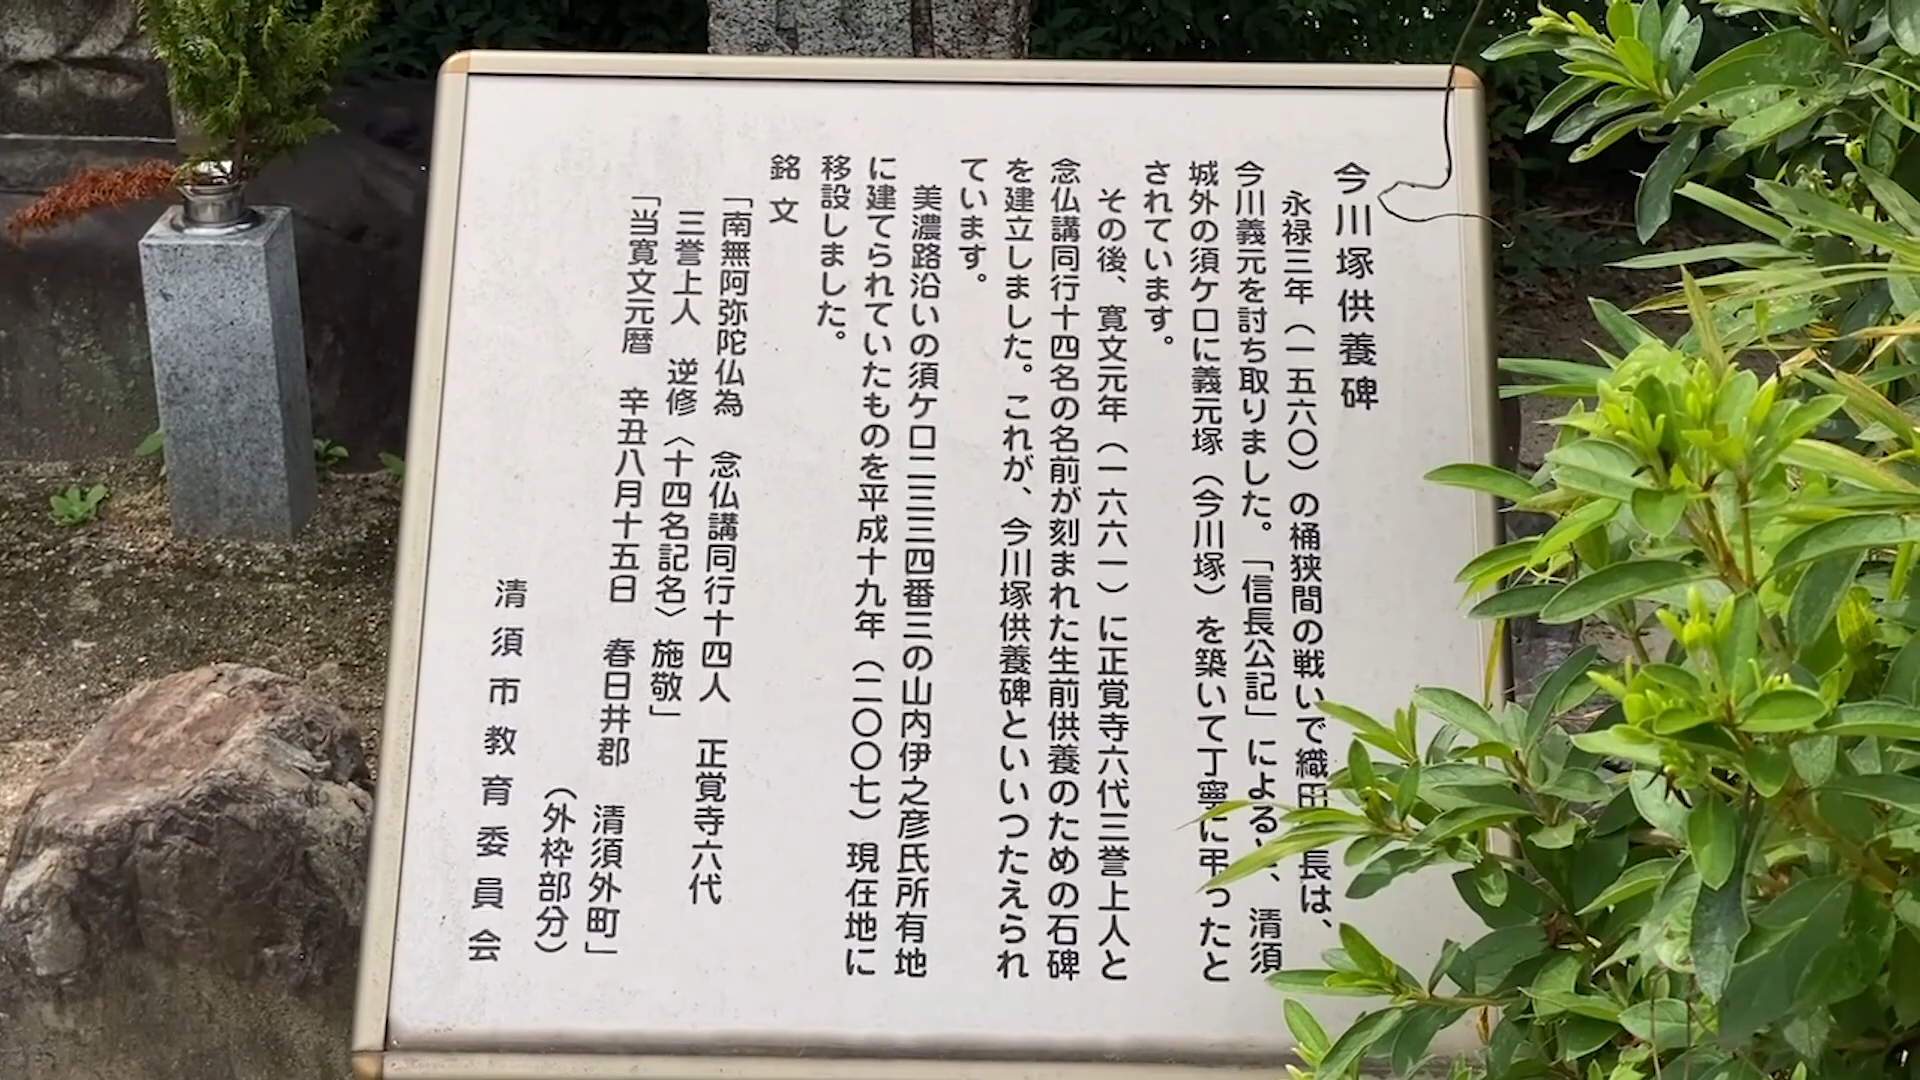 今川塚供養碑
永禄三年（一五六〇）の桶狭間の戦いで織田長は、
今川義元を討ち取りました。「信長公記」による、清須
城外の須ケ口に義元塚（今川塚）を築いて丁寧に弔ったと
されています。
その後、寛文元年（一六六一）に正覚寺六代三誉上人と
念仏講同行十四名の名前が刻まれた生前供養のための石碑
を建立しました。これが、今川塚供養碑といいつたえられ
ています。
美濃路沿いの須ケ口二三三四番三の山内伊之彦氏所有地
に建てられていたものを平成十九年（二〇〇七）現在地に
移設しました。
銘文
「南無阿弥陀仏為　念仏講同行十四人　正覚寺六代
三誉上人　逆修〈十四名記名〉施敬」
「当寛文元暦　辛丑八月十五日　春日井郡　清須外町」
（外枠部分）
清須市教育委員会